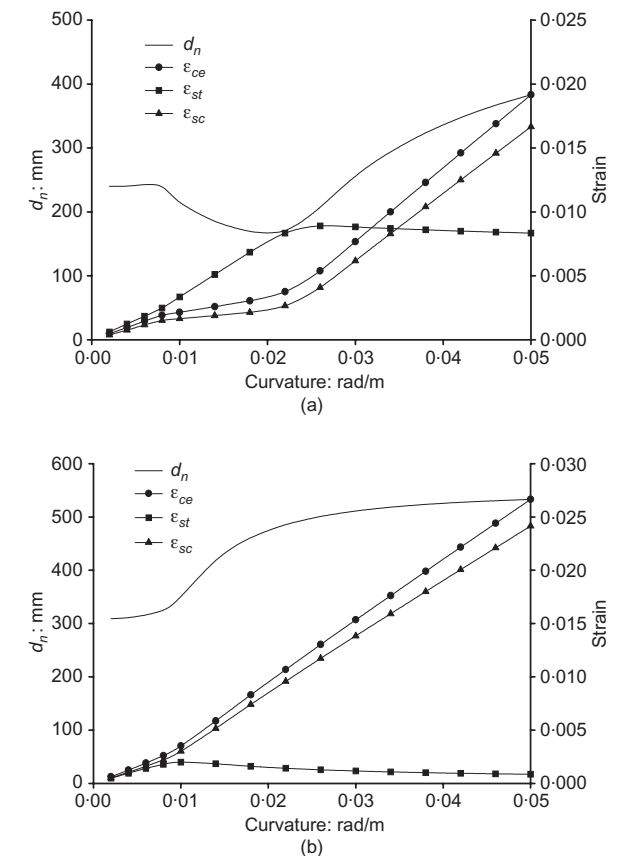 500
400
300
200
100
0
d_n: mm
0·025
0·020
0·015
0·010
0·005
0·000
Strain
d_n
ε_ce
ε_st
ε_sc
0·00 0·01 0·02 0·03 0·04 0·05
Curvature: rad/m
(a)
600
500
400
300
200
100
0
d_n: mm
0·030
0·025
0·020
0·015
0·010
0·005
0·000
Strain
d_n
ε_ce
ε_st
ε_sc
0·00 0·01 0·02 0·03 0·04 0·05
Curvature: rad/m
(b)